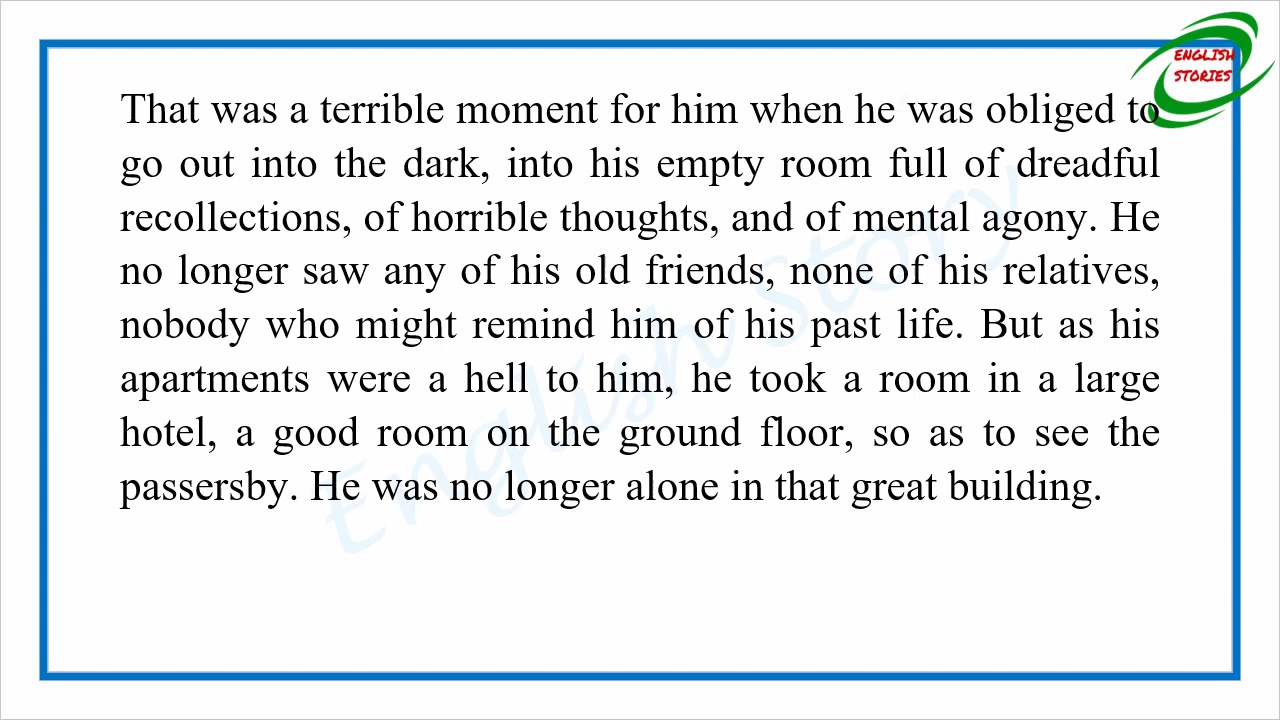 ENGLISH
STORIES
That was a terrible moment for him when he was obliged to
go out into the dark, into his empty room full of dreadful
recollections, of horrible thoughts, and of mental agony. He
no longer saw any of his old friends, none of his relatives,
nobody who might remind him of his past life. But as his
apartments were a hell to him, he took a room in a large
hotel, a good room on the ground floor, so as to see the
passersby. He was no longer alone in that great building.
English Story